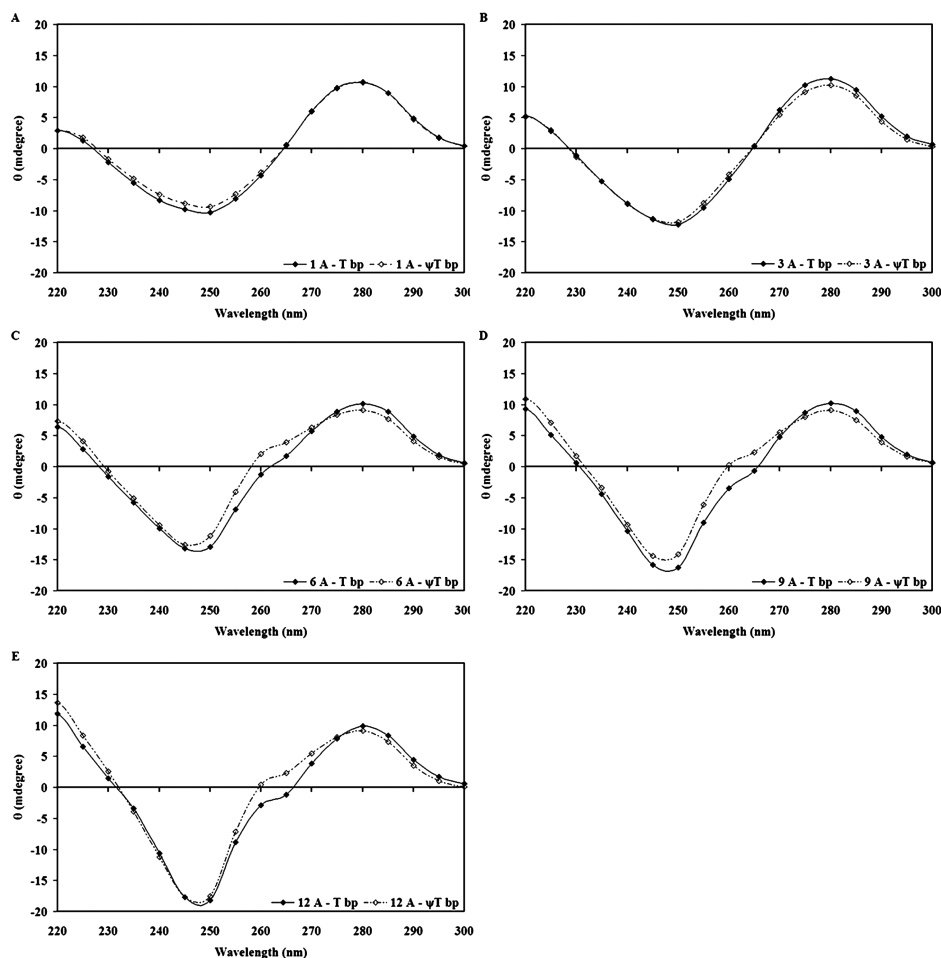 A
B
20
15
10
5
0
-5
-10
-15
-20
θ (mdegree)
1 A - T bp 1 A - ψT bp
220 230 240 250 260 270 280 290 300
Wavelength (nm)
20
15
10
5
0
-5
-10
-15
-20
θ (mdegree)
3 A - T bp 3 A - ψT bp
220 230 240 250 260 270 280 290 300
Wavelength (nm)
C
D
20
15
10
5
0
-5
-10
-15
-20
θ (mdegree)
6 A - T bp 6 A - ψT bp
220 230 240 250 260 270 280 290 300
Wavelength (nm)
20
15
10
5
0
-5
-10
-15
-20
θ (mdegree)
9 A - T bp 9 A - ψT bp
220 230 240 250 260 270 280 290 300
Wavelength (nm)
E
20
15
10
5
0
-5
-10
-15
-20
θ (mdegree)
12 A - T bp 12 A - ψT bp
220 230 240 250 260 270 280 290 300
Wavelength (nm)